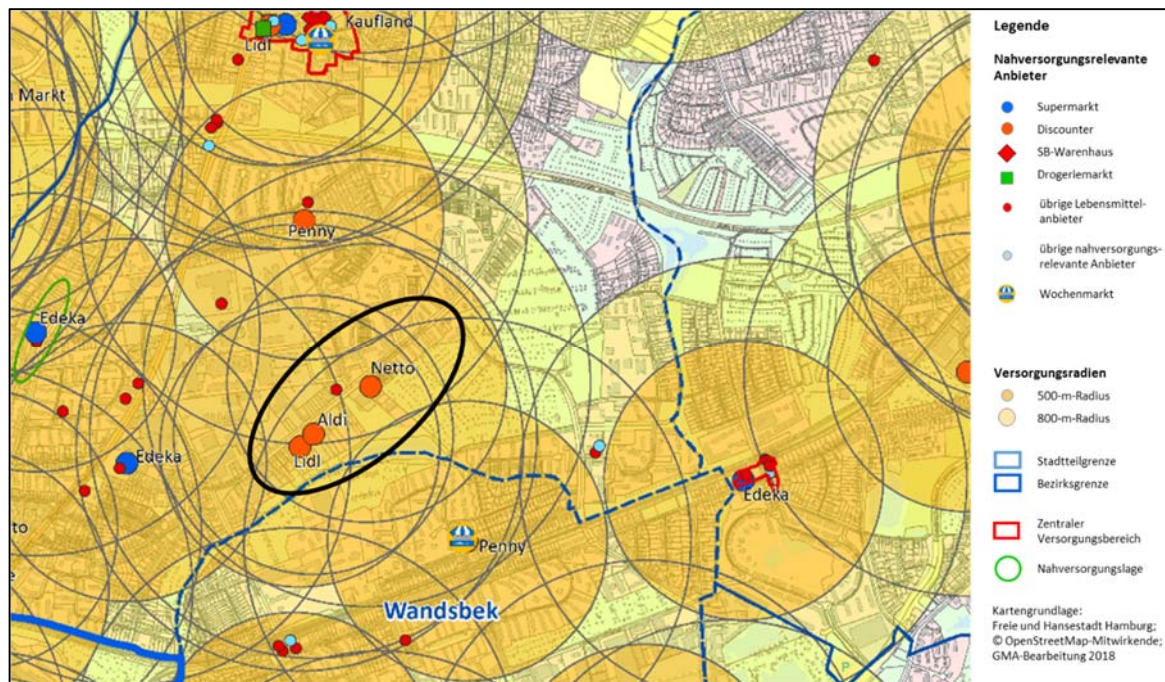 Kaufland
Lidl
n Markt
Penny
Edeka
Netto
Aldi
Lidl
Edeka
Edeka
to
Penny
e
Wandsbek
P
Legende
Nahversorgungsrelevante
Anbieter
Supermarkt
Discounter
SB-Warenhaus
Drogeriemarkt
übrige Lebensmittel-
anbieter
übrige nahversorgungs-
relevante Anbieter
Wochenmarkt
Versorgungsradien
500-m-Radius
800-m-Radius
Stadtteilgrenze
Bezirksgrenze
Zentraler
Versorgungsbereich
Nahversorgungslage
Kartengrundlage:
Freie und Hansestadt Hamburg;
© OpenStreetMap-Mitwirkende;
GMA-Bearbeitung 2018